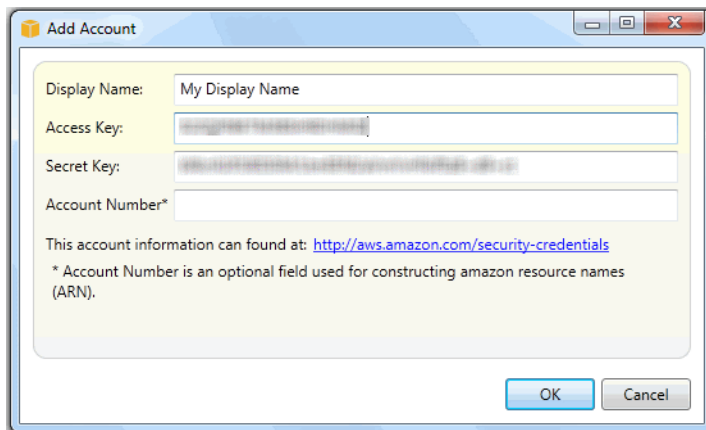 Add Account
Display Name: My Display Name
Access Key:
Secret Key:
Account Number*
This account information can found at: http://aws.amazon.com/security-credentials
* Account Number is an optional field used for constructing amazon resource names
(ARN).
OK Cancel